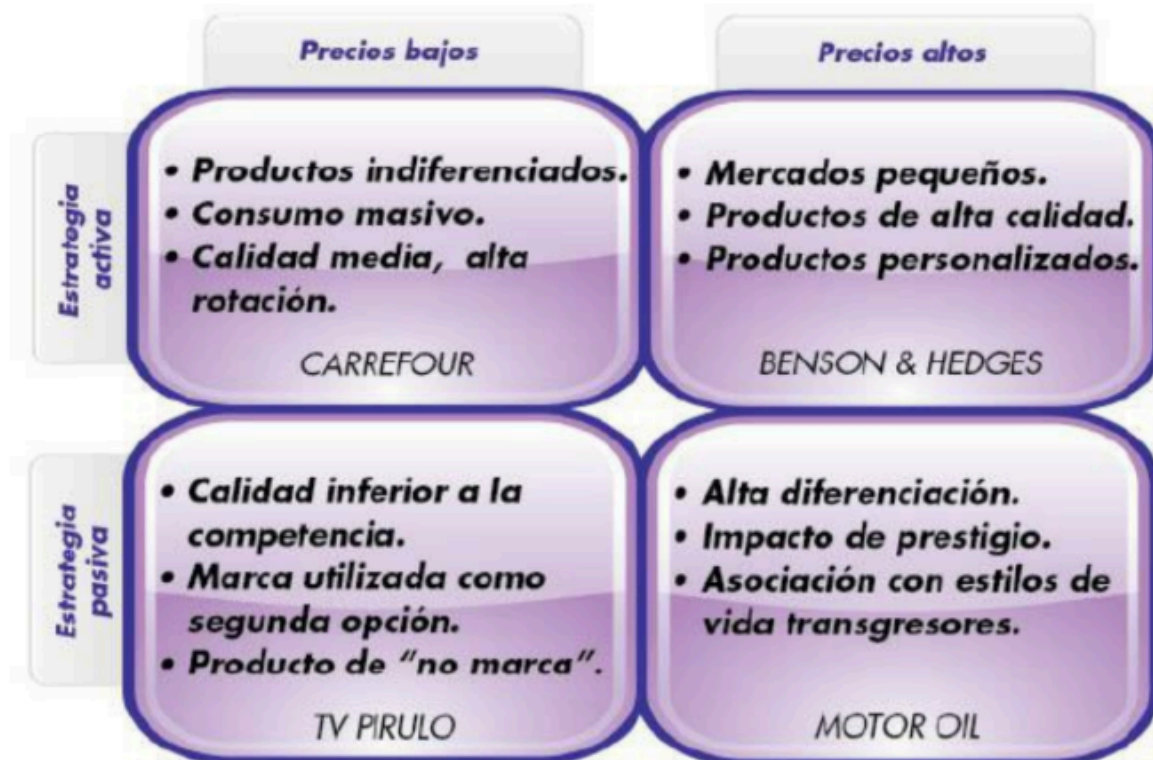 Precios bajos
Precios altos
Estrategia
activa
• Productos indiferenciados.
• Consumo masivo.
• Calidad media, alta
rotación.
CARREFOUR
• Mercados pequeños.
• Productos de alta calidad.
• Productos personalizados.
BENSON & HEDGES
Estrategia
pasiva
• Calidad inferior a la
competencia.
• Marca utilizada como
segunda opción.
• Producto de “no marca”.
TV PIRULO
• Alta diferenciación.
• Impacto de prestigio.
• Asociación con estilos de
vida transgresores.
MOTOR OIL